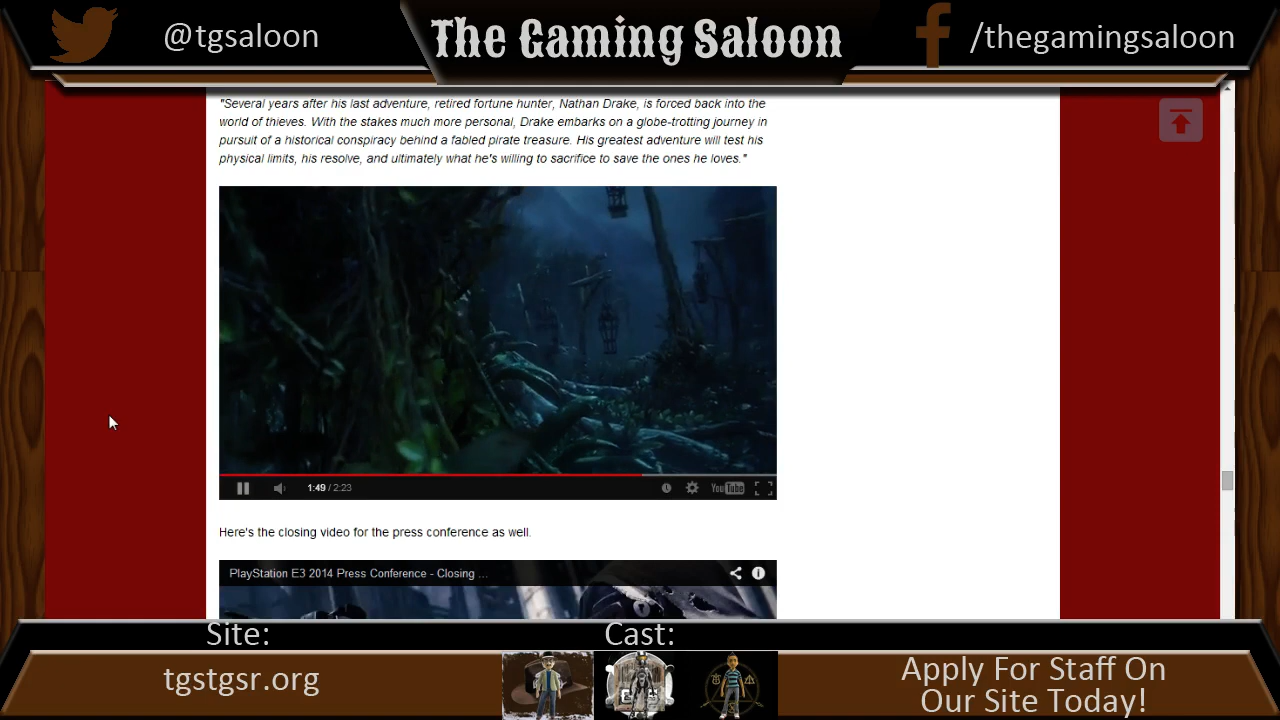 @tgsaloon
The Gaming Saloon
/thegamingsaloon
"Several years after his last adventure, retired fortune hunter, Nathan Drake, is forced back into the
world of thieves. With the stakes much more personal, Drake embarks on a globe-trotting journey in
pursuit of a historical conspiracy behind a fabled pirate treasure. His greatest adventure will test his
physical limits, his resolve, and ultimately what he's willing to sacrifice to save the ones he loves."
1:49 / 2:23
YouTube
Here's the closing video for the press conference as well.
PlayStation E3 2014 Press Conference - Closing ...
Site:
Cast:
tgstgsr.org
Apply For Staff On
Our Site Today!